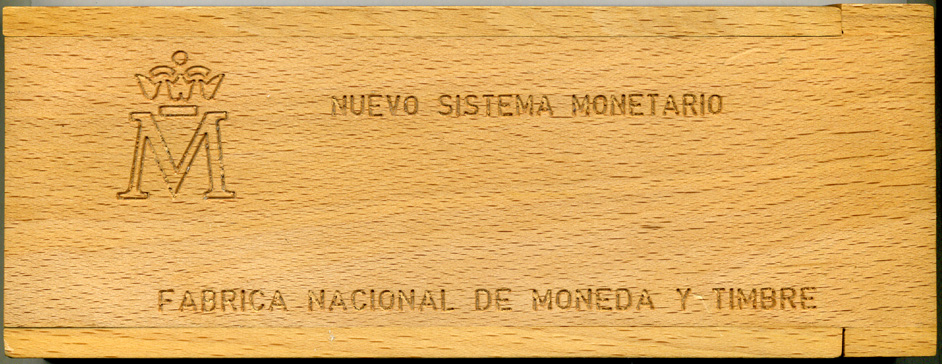 M
NUEVO SISTEMA MONETARIO
FABRICA NACIONAL DE MONEDA Y TIMBRE